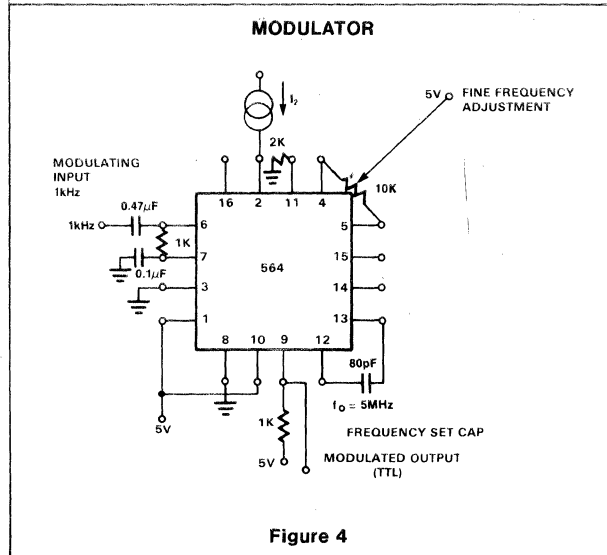 MODULATOR
I2
5V
FINE FREQUENCY
ADJUSTMENT
2K
MODULATING
INPUT
1kHz
10K
16
2
11
4
0.47µF
1kHz
6
5
1K
7
15
0.1µF
564
3
14
1
13
8
10
9
12
80pF
fo = 5MHz
5V
1K
FREQUENCY SET CAP
5V
MODULATED OUTPUT
(TTL)
Figure 4